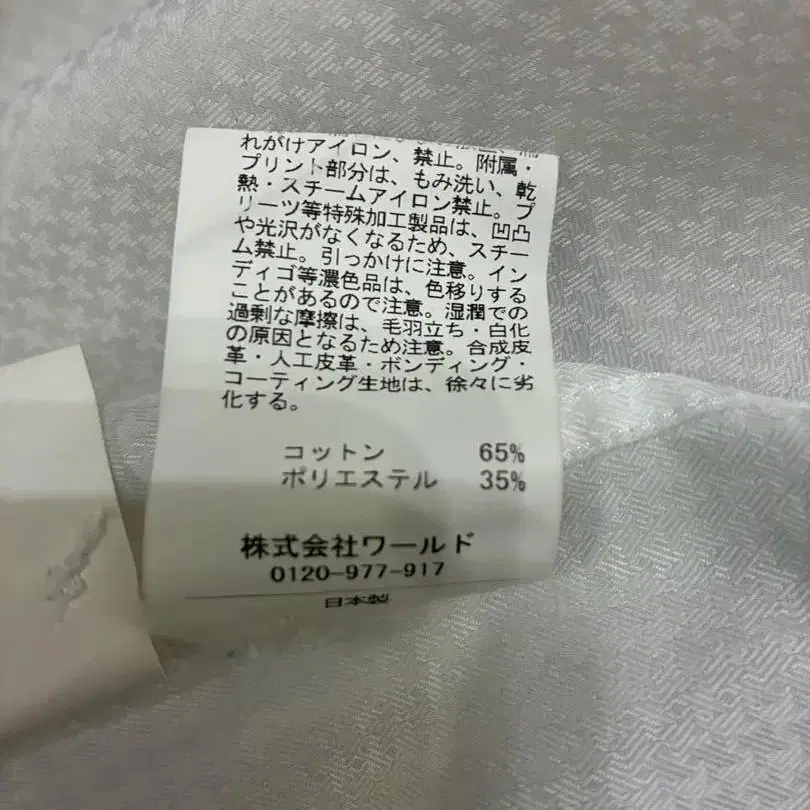 れがけアイロン、禁止。附属・
プリント部分は、もみ洗い、乾
熱・スチームアイロン禁止。プ
リーツ等特殊加工製品は、凹凸
や光沢がなくなるため、スチー
ム禁止。引っかけに注意。イン
ディゴ等濃色品は、色移りする
ことがあるので注意。湿潤での
過剰な摩擦は、毛羽立ち・白化
の原因となるため注意。合成皮
革・人工皮革・ボンディング・
コーティング生地は、徐々に劣
化する。
コットン 65%
ポリエステル 35%
株式会社ワールド
0120-977-917
日本製